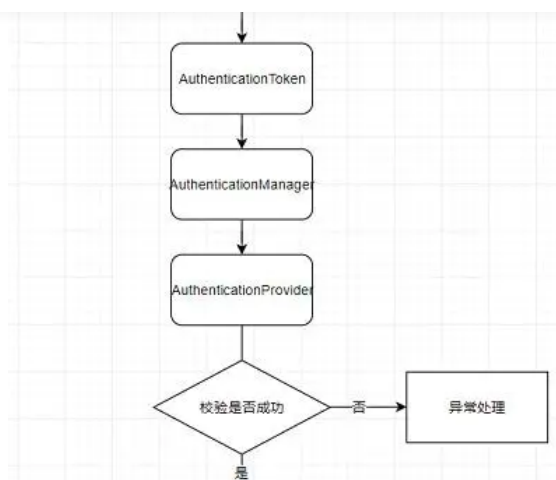 AuthenticationToken
AuthenticationManager
AuthenticationProvider
校验是否成功
否
异常处理
是